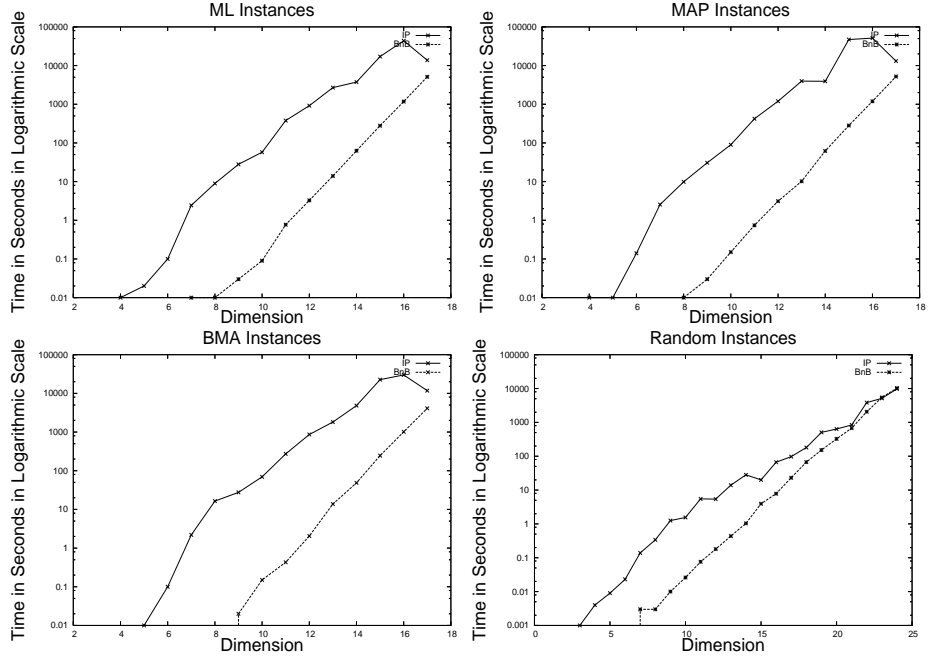 ML Instances
Time in Seconds in Logarithmic Scale
100000
10000
1000
100
10
1
0.1
0.01
IP
BnB
2 4 6 8 10 12 14 16 18
Dimension
MAP Instances
Time in Seconds in Logarithmic Scale
100000
10000
1000
100
10
1
0.1
0.01
IP
BnB
2 4 6 8 10 12 14 16 18
Dimension
BMA Instances
Time in Seconds in Logarithmic Scale
100000
10000
1000
100
10
1
0.1
0.01
IP
BnB
2 4 6 8 10 12 14 16 18
Dimension
Random Instances
Time in Seconds in Logarithmic Scale
100000
10000
1000
100
10
1
0.1
0.01
0.001
IP
BnB
0 5 10 15 20 25
Dimension